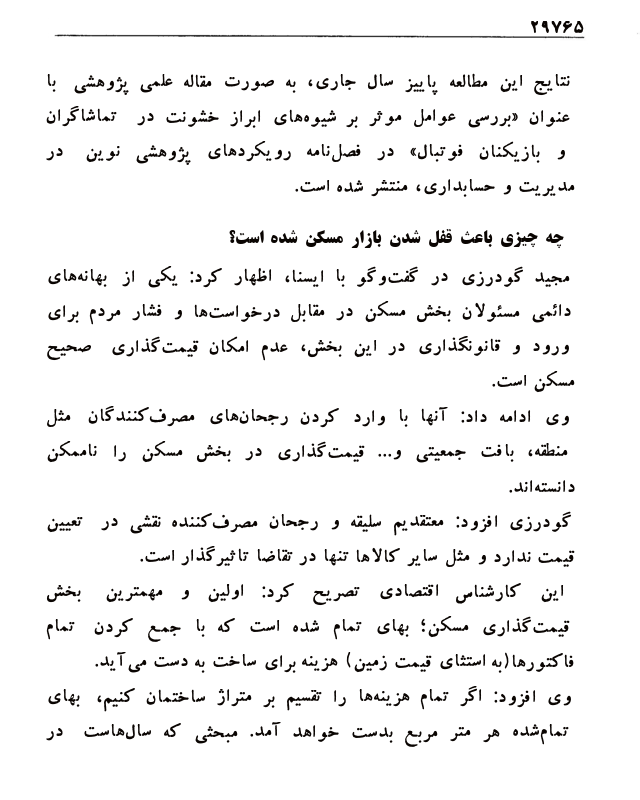 ۲۹۷۶۵
نتایج این مطالعه پاییز سال جاری، به صورت مقاله علمی پژوهشی با
عنوان «بررسی عوامل موثر بر شیوه‌های ابراز خشونت در تماشاگران
و بازیکنان فوتبال» در فصل‌نامه رویکردهای پژوهشی نوین در
مدیریت و حسابداری، منتشر شده است.
چه چیزی باعث قفل شدن بازار مسکن شده است؟
مجید گودرزی در گفت‌وگو با ایسنا، اظهار کرد: یکی از بهانه‌های
دائمی مسئولان بخش مسکن در مقابل درخواست‌ها و فشار مردم برای
ورود و قانونگذاری در این بخش، عدم امکان قیمت‌گذاری صحیح
مسکن است.
وی ادامه داد: آنها با وارد کردن رجحان‌های مصرف‌کنندگان مثل
منطقه، بافت جمعیتی و... قیمت‌گذاری در بخش مسکن را ناممکن
دانسته‌اند.
گودرزی افزود: معتقدیم سلیقه و رجحان مصرف‌کننده نقشی در تعیین
قیمت ندارد و مثل سایر کالاها تنها در تقاضا تاثیرگذار است.
این کارشناس اقتصادی تصریح کرد: اولین و مهمترین بخش
قیمت‌گذاری مسکن؛ بهای تمام شده است که با جمع کردن تمام
فاکتورها(به استثای قیمت زمین) هزینه برای ساخت به دست می‌آید.
وی افزود: اگر تمام هزینه‌ها را تقسیم بر متراژ ساختمان کنیم، بهای
تمام‌شده هر متر مربع بدست خواهد آمد. مبحثی که سال‌هاست در